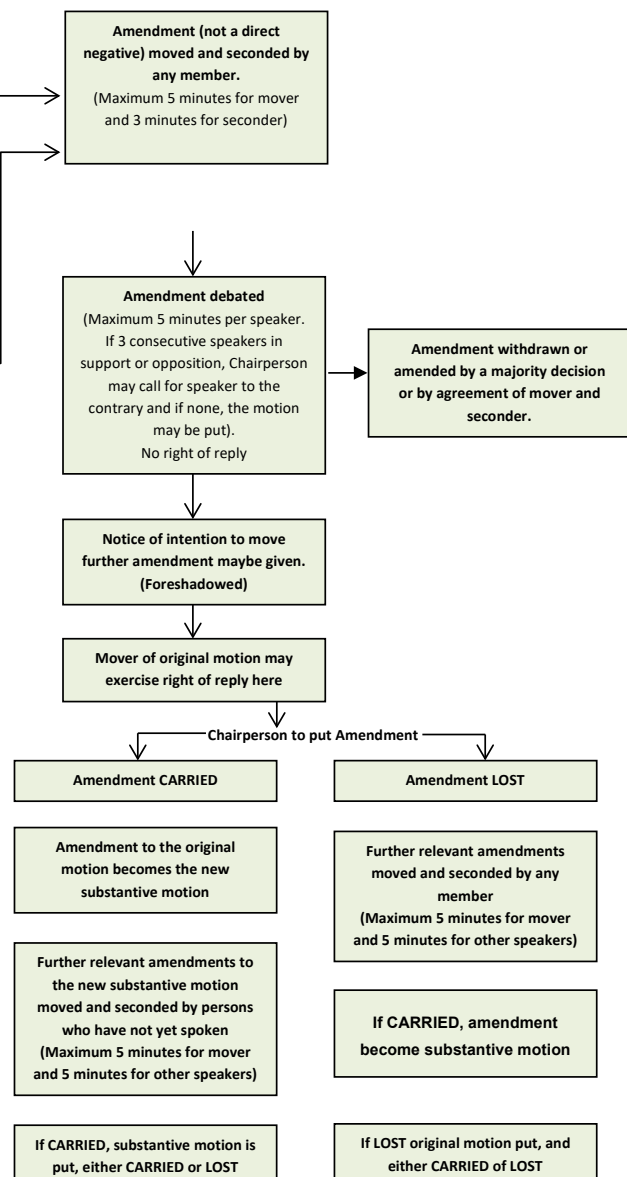 Amendment (not a direct
negative) moved and seconded by
any member.
(Maximum 5 minutes for mover
and 3 minutes for seconder)
Amendment debated
(Maximum 5 minutes per speaker.
If 3 consecutive speakers in
support or opposition, Chairperson
may call for speaker to the
contrary and if none, the motion
may be put).
No right of reply
Amendment withdrawn or
amended by a majority decision
or by agreement of mover and
seconder.
Notice of intention to move
further amendment maybe given.
(Foreshadowed)
Mover of original motion may
exercise right of reply here
Chairperson to put Amendment
Amendment CARRIED
Amendment to the original
motion becomes the new
substantive motion
Further relevant amendments to
the new substantive motion
moved and seconded by persons
who have not yet spoken
(Maximum 5 minutes for mover
and 5 minutes for other speakers)
If CARRIED, substantive motion is
put, either CARRIED or LOST
Amendment LOST
Further relevant amendments
moved and seconded by any
member
(Maximum 5 minutes for mover
and 5 minutes for other speakers)
If CARRIED, amendment
become substantive motion
If LOST original motion put, and
either CARRIED of LOST